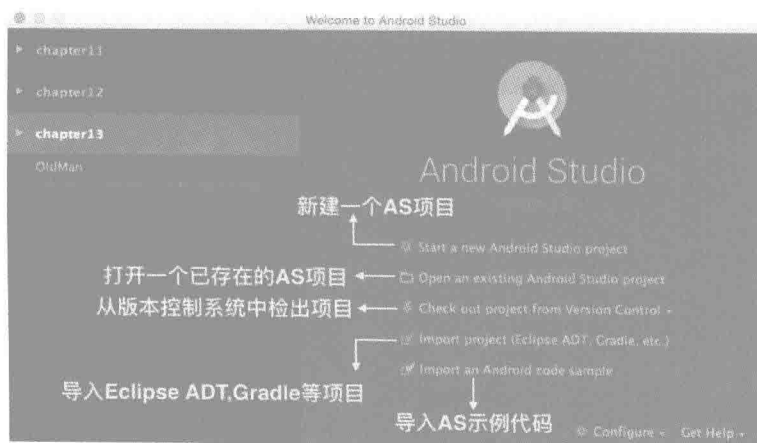 Welcome to Android Studio
chapter11
chapter12
chapter13
OldMan
Android Studio
新建一个AS项目
Start a new Android Studio project
打开一个已存在的AS项目
Open an existing Android Studio project
从版本控制系统中检出项目
Check out project from Version Control
Import project (Eclipse ADT, Gradle, etc.)
导入Eclipse ADT,Gradle等项目
Import an Android code sample
导入AS示例代码
Configure
Get Help